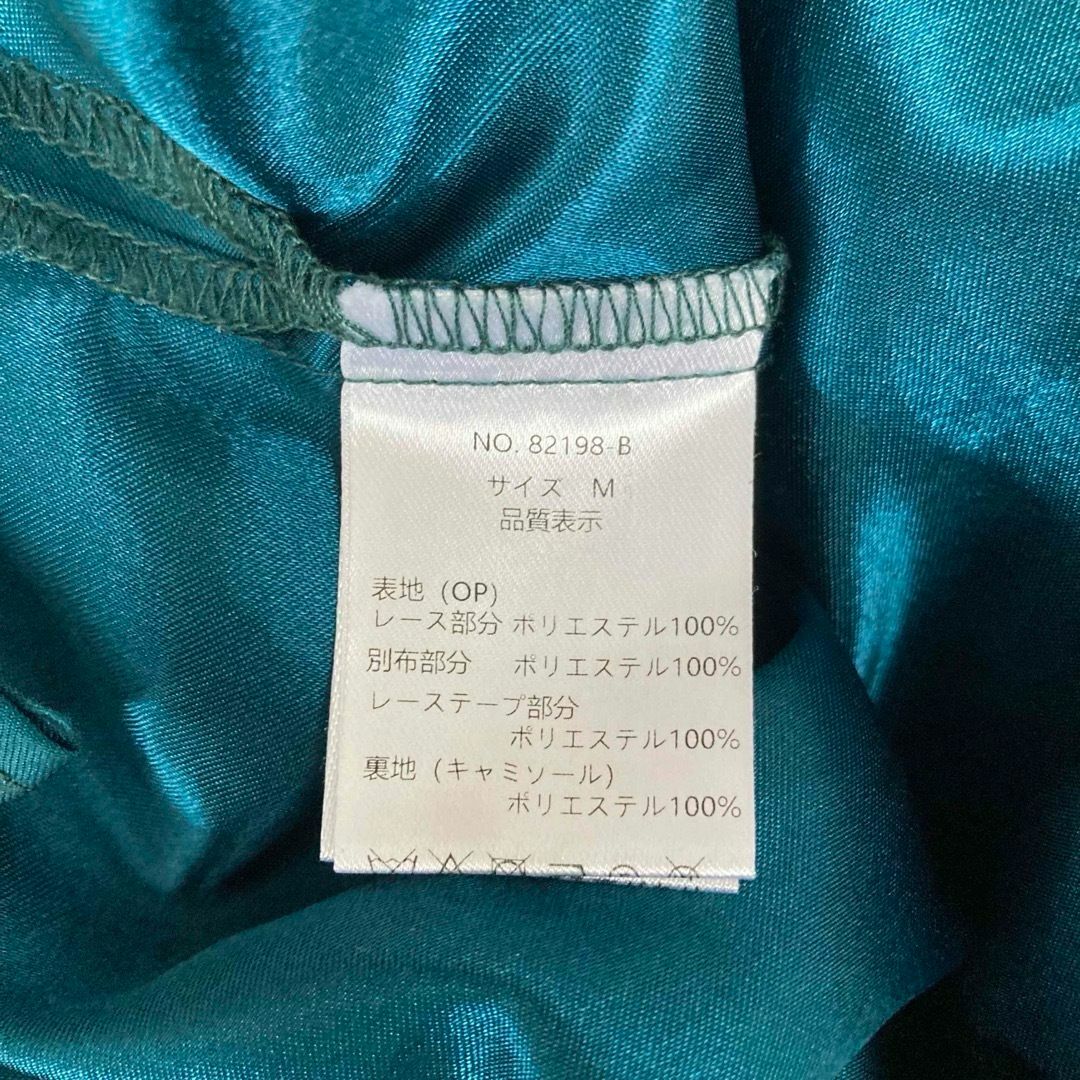 NO. 82198-B
サイズ M
品質表示
表地 (OP)
レース部分 ポリエステル100%
別布部分 ポリエステル100%
レーステープ部分
ポリエステル100%
裏地 (キャミソール)
ポリエステル100%